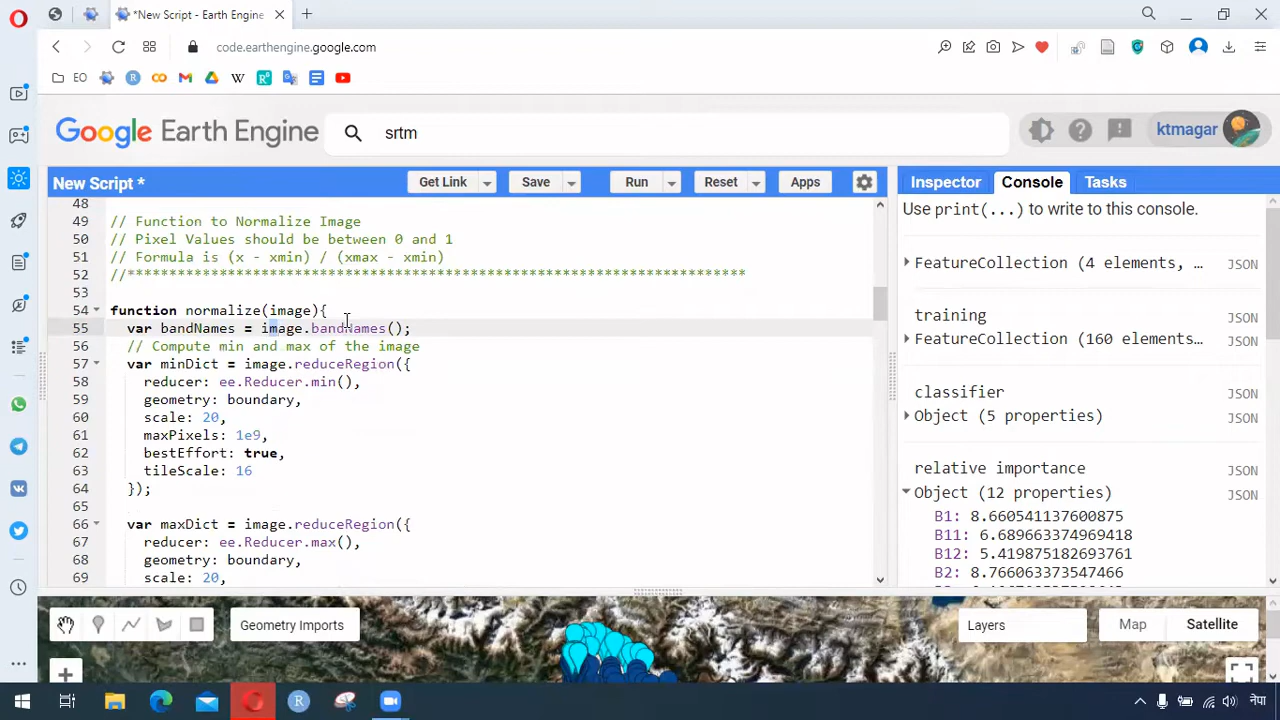 *New Script - Earth Engine
code.earthengine.google.com
EO
Google Earth Engine
srtm
ktmagar
New Script *
Get Link
Save
Run
Reset
Apps
Inspector
Console
Tasks
48
49 // Function to Normalize Image
50 // Pixel Values should be between 0 and 1
51 // Formula is (x - xmin) / (xmax - xmin)
52 //*************************************************************************
53
54 function normalize(image){
55 var bandNames = image.bandNames();
56 // Compute min and max of the image
57 var minDict = image.reduceRegion({
58 reducer: ee.Reducer.min(),
59 geometry: boundary,
60 scale: 20,
61 maxPixels: 1e9,
62 bestEffort: true,
63 tileScale: 16
64 });
65
66 var maxDict = image.reduceRegion({
67 reducer: ee.Reducer.max(),
68 geometry: boundary,
69 scale: 20,
Use print(...) to write to this console.
FeatureCollection (4 elements, … JSON
training
FeatureCollection (160 elements… JSON
classifier
Object (5 properties) JSON
relative importance
Object (12 properties) JSON
B1: 8.660541137600875
B11: 6.689663374969418
B12: 5.419875182693761
B2: 8.766063373547466
Geometry Imports
Layers
Map
Satellite
नेपा